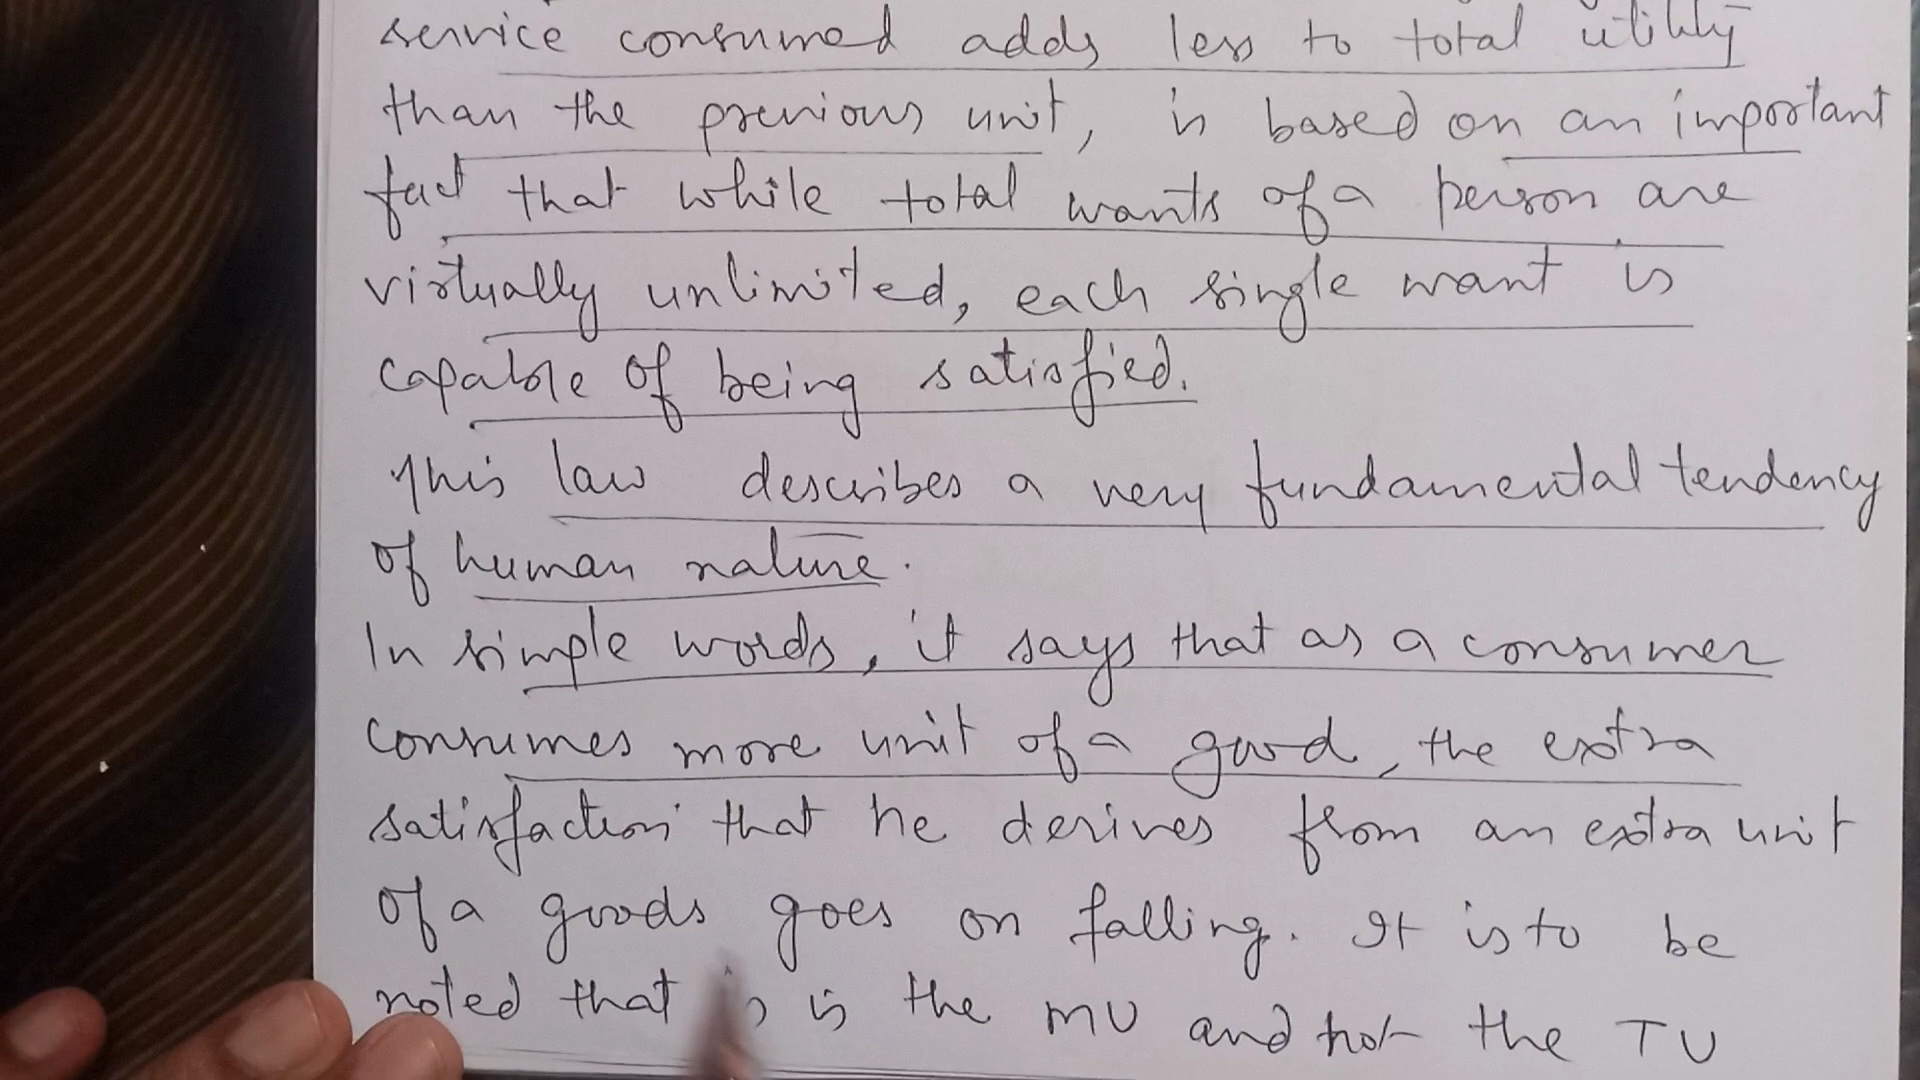 service consumed adds less to total utility
than the previous unit, is based on an important
fact that while total wants of a person are
virtually unlimited, each single want is
capable of being satisfied.
This law describes a very fundamental tendency
of human nature.
In simple words, it says that as a consumer
consumes more unit of a good, the extra
satisfaction that he derives from an extra unit
of a goods goes on falling. It is to be
noted that is the MU and not the TU